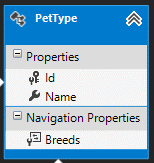 PetType
Properties
Id
Name
Navigation Properties
Breeds